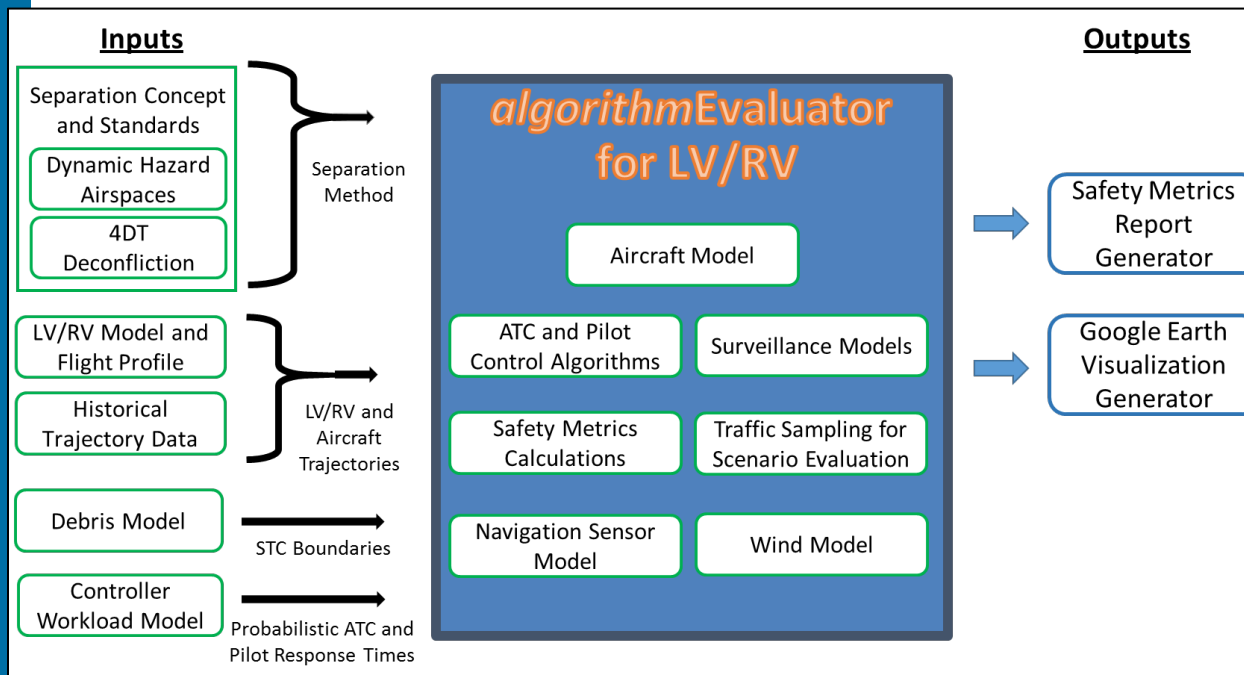 Inputs
Separation Concept
and Standards
Dynamic Hazard
Airspaces
4DT
Deconfliction
Separation
Method
LV/RV Model and
Flight Profile
Historical
Trajectory Data
LV/RV and
Aircraft
Trajectories
Debris Model
STC Boundaries
Controller
Workload Model
Probabilistic ATC and
Pilot Response Times
algorithmEvaluator
for LV/RV
Aircraft Model
ATC and Pilot
Control Algorithms
Surveillance Models
Safety Metrics
Calculations
Traffic Sampling for
Scenario Evaluation
Navigation Sensor
Model
Wind Model
Outputs
Safety Metrics
Report
Generator
Google Earth
Visualization
Generator